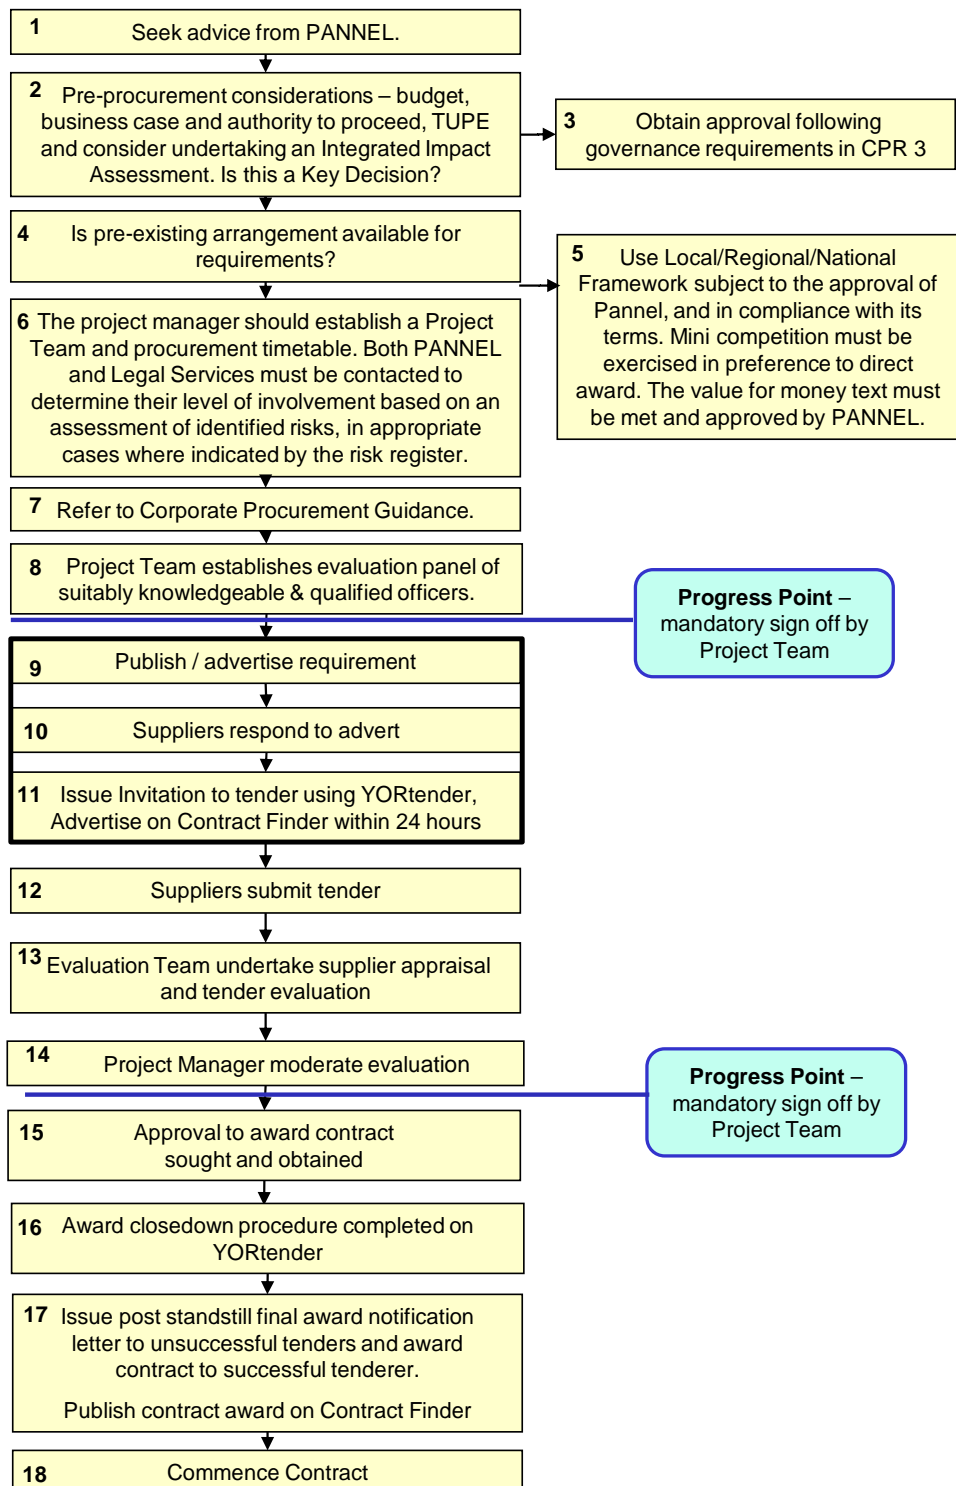 1
Seek advice from PANNEL.
2
Pre-procurement considerations – budget,
business case and authority to proceed, TUPE
and consider undertaking an Integrated Impact
Assessment. Is this a Key Decision?
3
Obtain approval following
governance requirements in CPR 3
4
Is pre-existing arrangement available for
requirements?
5
Use Local/Regional/National
Framework subject to the approval of
Pannel, and in compliance with its
terms. Mini competition must be
exercised in preference to direct
award. The value for money text must
be met and approved by PANNEL.
6 The project manager should establish a Project
Team and procurement timetable. Both PANNEL
and Legal Services must be contacted to
determine their level of involvement based on an
assessment of identified risks, in appropriate
cases where indicated by the risk register.
7 Refer to Corporate Procurement Guidance.
8 Project Team establishes evaluation panel of
suitably knowledgeable & qualified officers.
Progress Point –
mandatory sign off by
Project Team
9 Publish / advertise requirement
10 Suppliers respond to advert
11 Issue Invitation to tender using YORtender,
Advertise on Contract Finder within 24 hours
12 Suppliers submit tender
13 Evaluation Team undertake supplier appraisal
and tender evaluation
14 Project Manager moderate evaluation
Progress Point –
mandatory sign off by
Project Team
15 Approval to award contract
sought and obtained
16 Award closedown procedure completed on
YORtender
17 Issue post standstill final award notification
letter to unsuccessful tenders and award
contract to successful tenderer.
Publish contract award on Contract Finder
18 Commence Contract